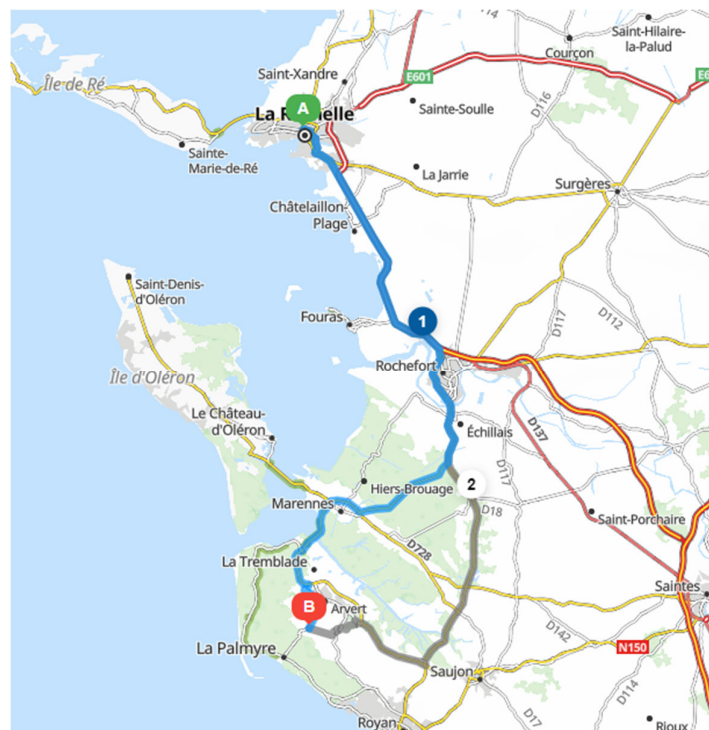 114
Saint-Hilaire-
la-Palud
Courçon
Saint-Xandre
E601
E6
Île de Ré
A
La Rochelle
Sainte-Soulle
D116
Sainte-
Marie-de-Ré
La Jarrie
Surgères
Châtelaillon-
Plage
Saint-Denis-
d'Oléron
Fouras
1
D117
D112
Île d'Oléron
Rochefort
Le Château-
d'Oléron
Échillais
D137
D117
2
Hiers-Brouage
Marennes
D18
Saint-Porchaire
D728
La Tremblade
Saintes
B
Arvert
D142
N150
La Palmyre
Saujon
D114
Royan
D17
Rioux